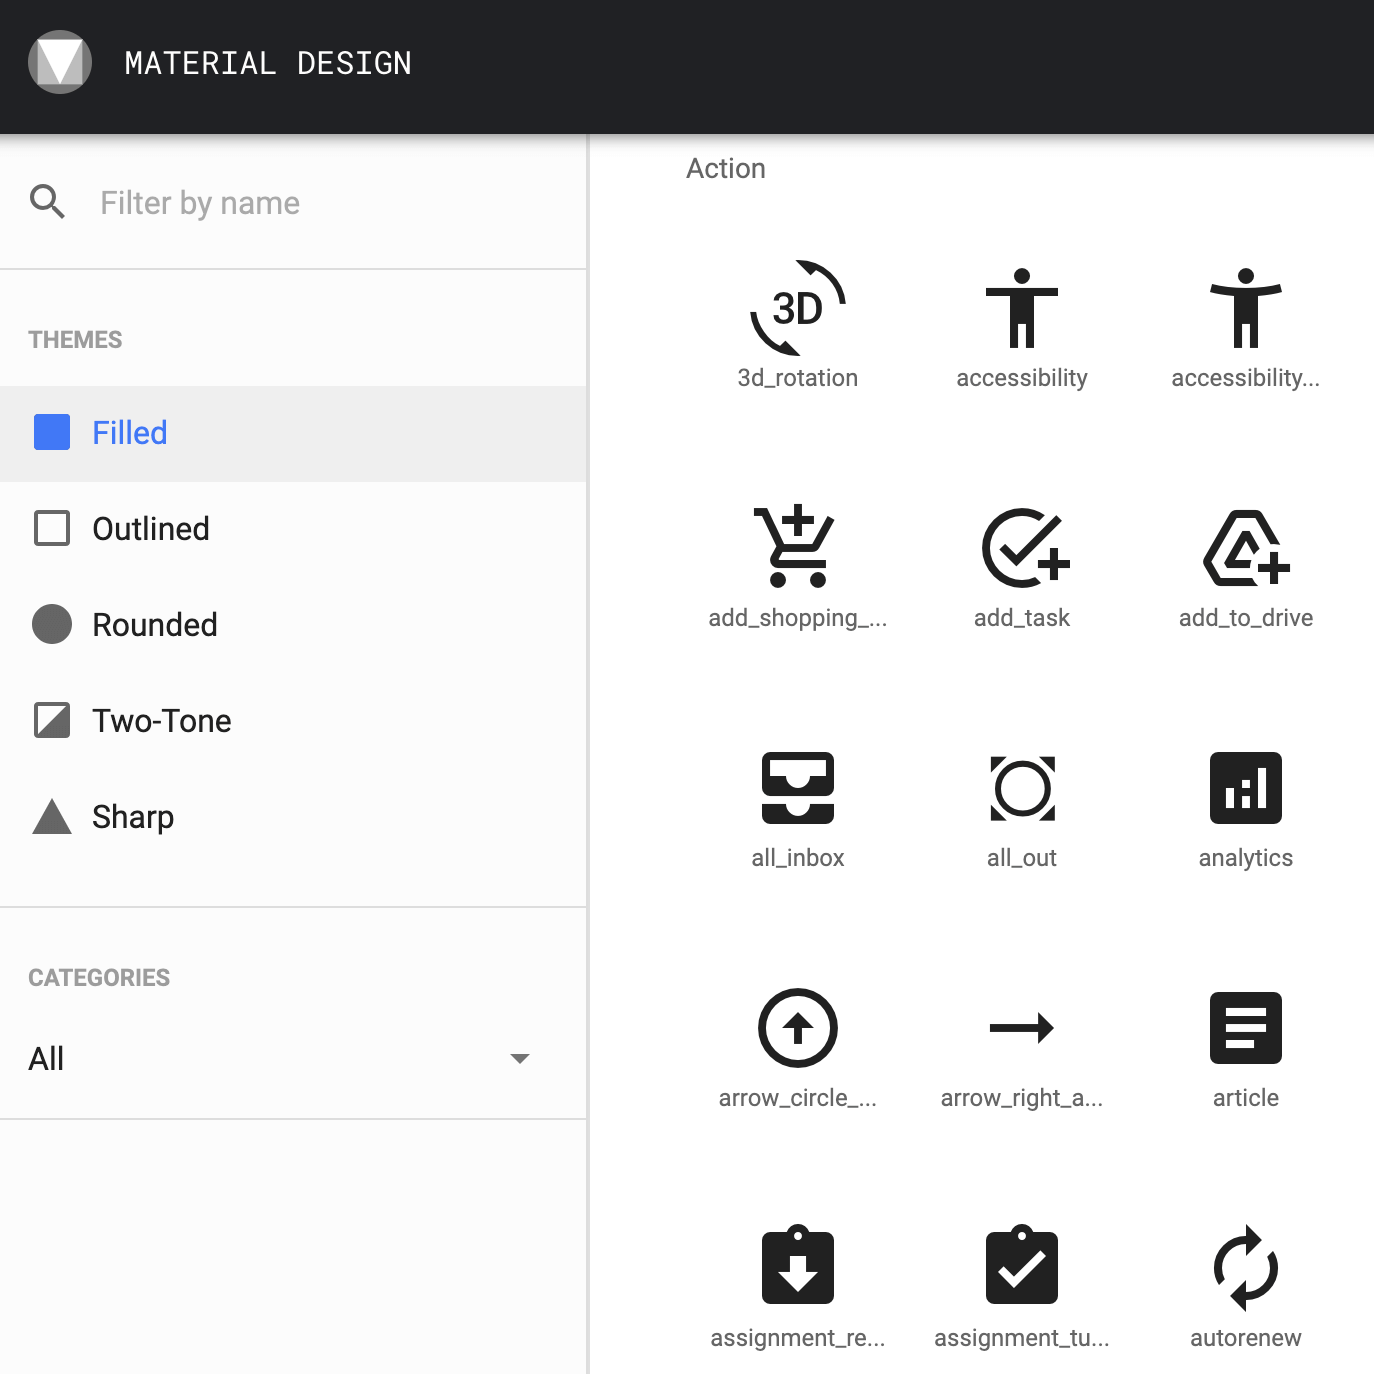 MATERIAL DESIGN
Filter by name
THEMES
Filled
Outlined
Rounded
Two-Tone
Sharp
CATEGORIES
All
Action
3D
3d_rotation
accessibility
accessibility...
add_shopping_...
add_task
add_to_drive
all_inbox
all_out
analytics
arrow_circle_...
arrow_right_a...
article
assignment_re...
assignment_tu...
autorenew